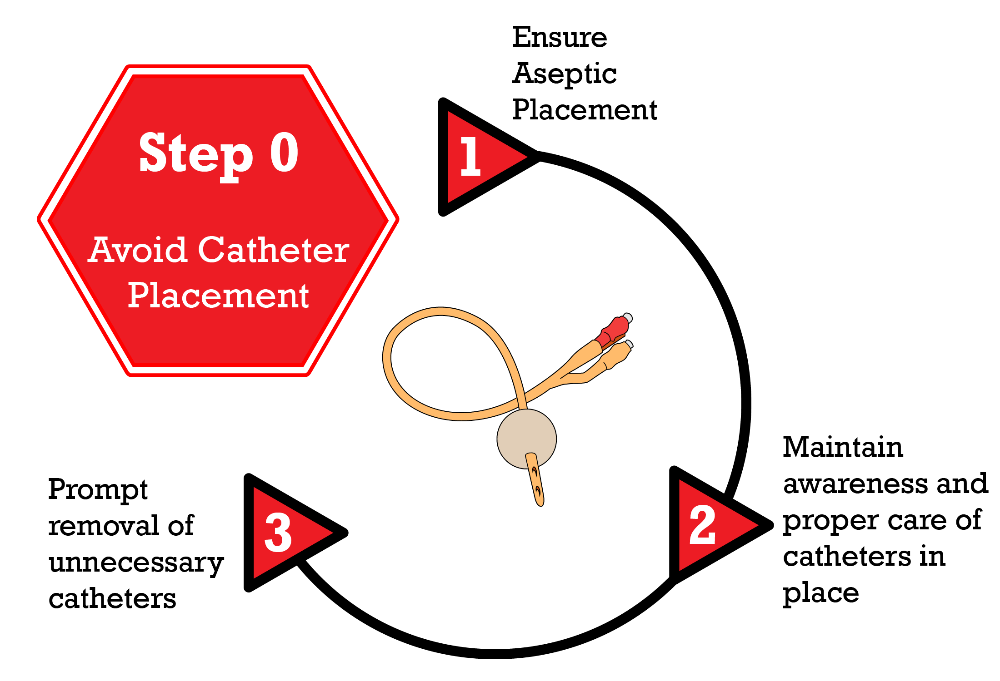 Step 0
Avoid Catheter
Placement
Ensure
Aseptic
Placement
1
Maintain
awareness and
proper care of
catheters in
place
2
Prompt
removal of
unnecessary
catheters
3